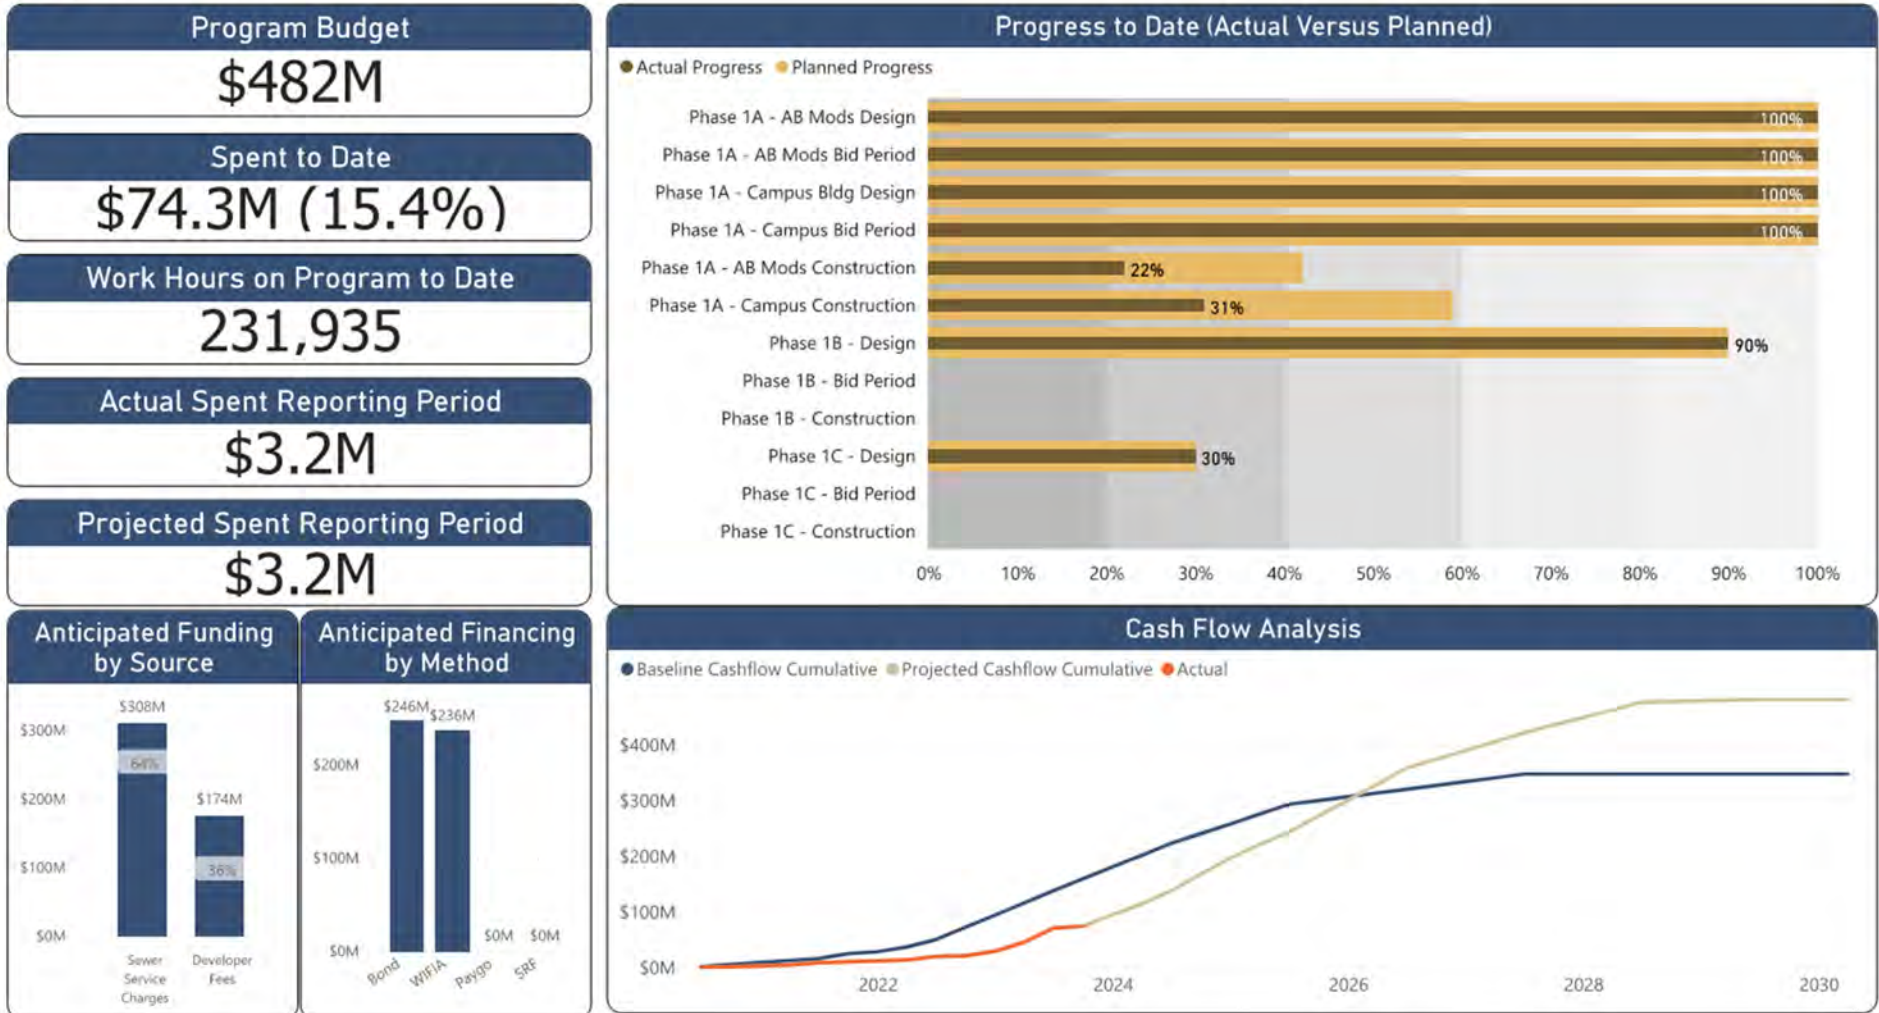 Program Budget
$482M
Spent to Date
$74.3M (15.4%)
Work Hours on Program to Date
231,935
Actual Spent Reporting Period
$3.2M
Projected Spent Reporting Period
$3.2M
Progress to Date (Actual Versus Planned)
Actual Progress Planned Progress
Phase 1A - AB Mods Design 100%
Phase 1A - AB Mods Bid Period 100%
Phase 1A - Campus Bldg Design 100%
Phase 1A - Campus Bid Period 100%
Phase 1A - AB Mods Construction 22%
Phase 1A - Campus Construction 31%
Phase 1B - Design 90%
Phase 1B - Bid Period
Phase 1B - Construction
Phase 1C - Design 30%
Phase 1C - Bid Period
Phase 1C - Construction
0% 10% 20% 30% 40% 50% 60% 70% 80% 90% 100%
Anticipated Funding
by Source
$308M
$300M
64%
$200M
$174M
$100M
36%
$0M
Sewer
Service
Charges
Developer
Fees
Anticipated Financing
by Method
$246M
$236M
$200M
$100M
$0M $0M
$0M
Bond WIFIA Paygo SRF
Cash Flow Analysis
Baseline Cashflow Cumulative Projected Cashflow Cumulative Actual
$400M
$300M
$200M
$100M
$0M
2022 2024 2026 2028 2030